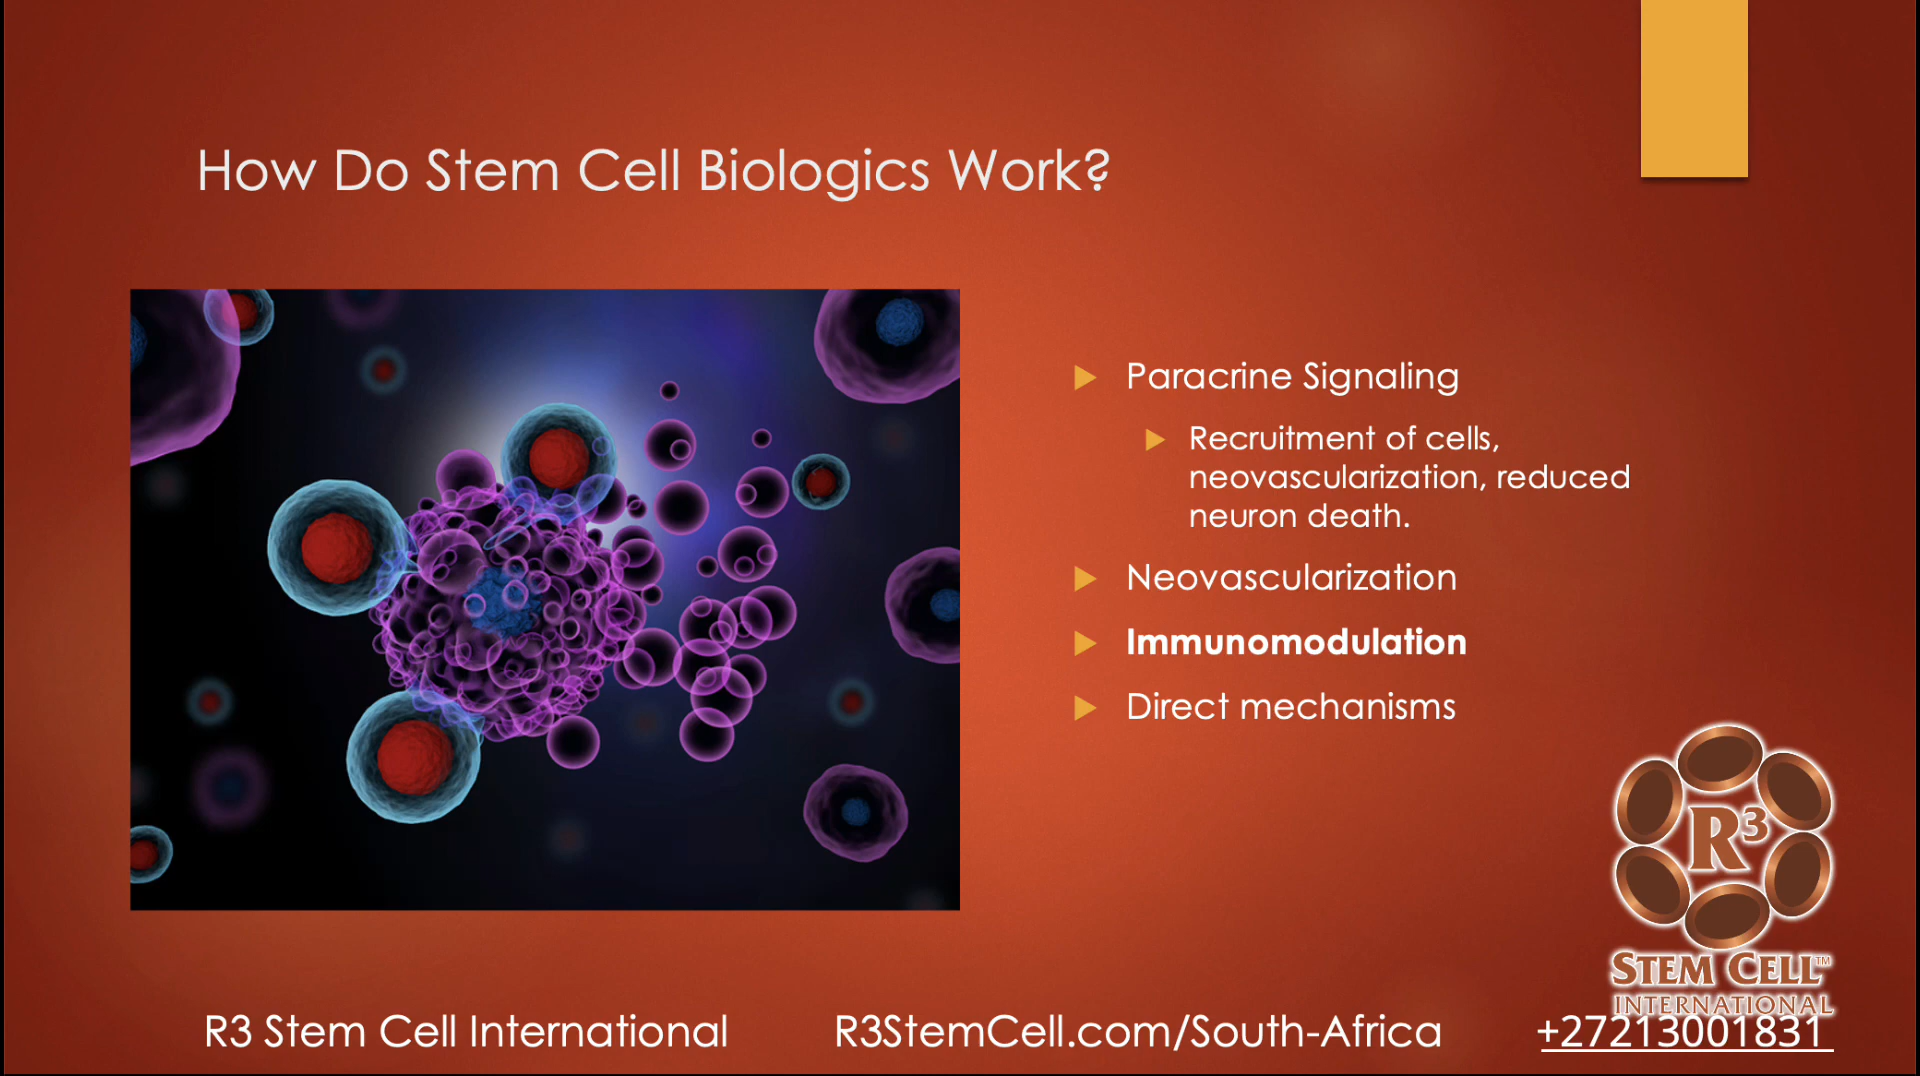 How Do Stem Cell Biologics Work?
Paracrine Signaling
Recruitment of cells,
neovascularization, reduced
neuron death.
Neovascularization
Immunomodulation
Direct mechanisms
R3
STEM CELL™
INTERNATIONAL
R3 Stem Cell International
R3StemCell.com/South-Africa
+27213001831